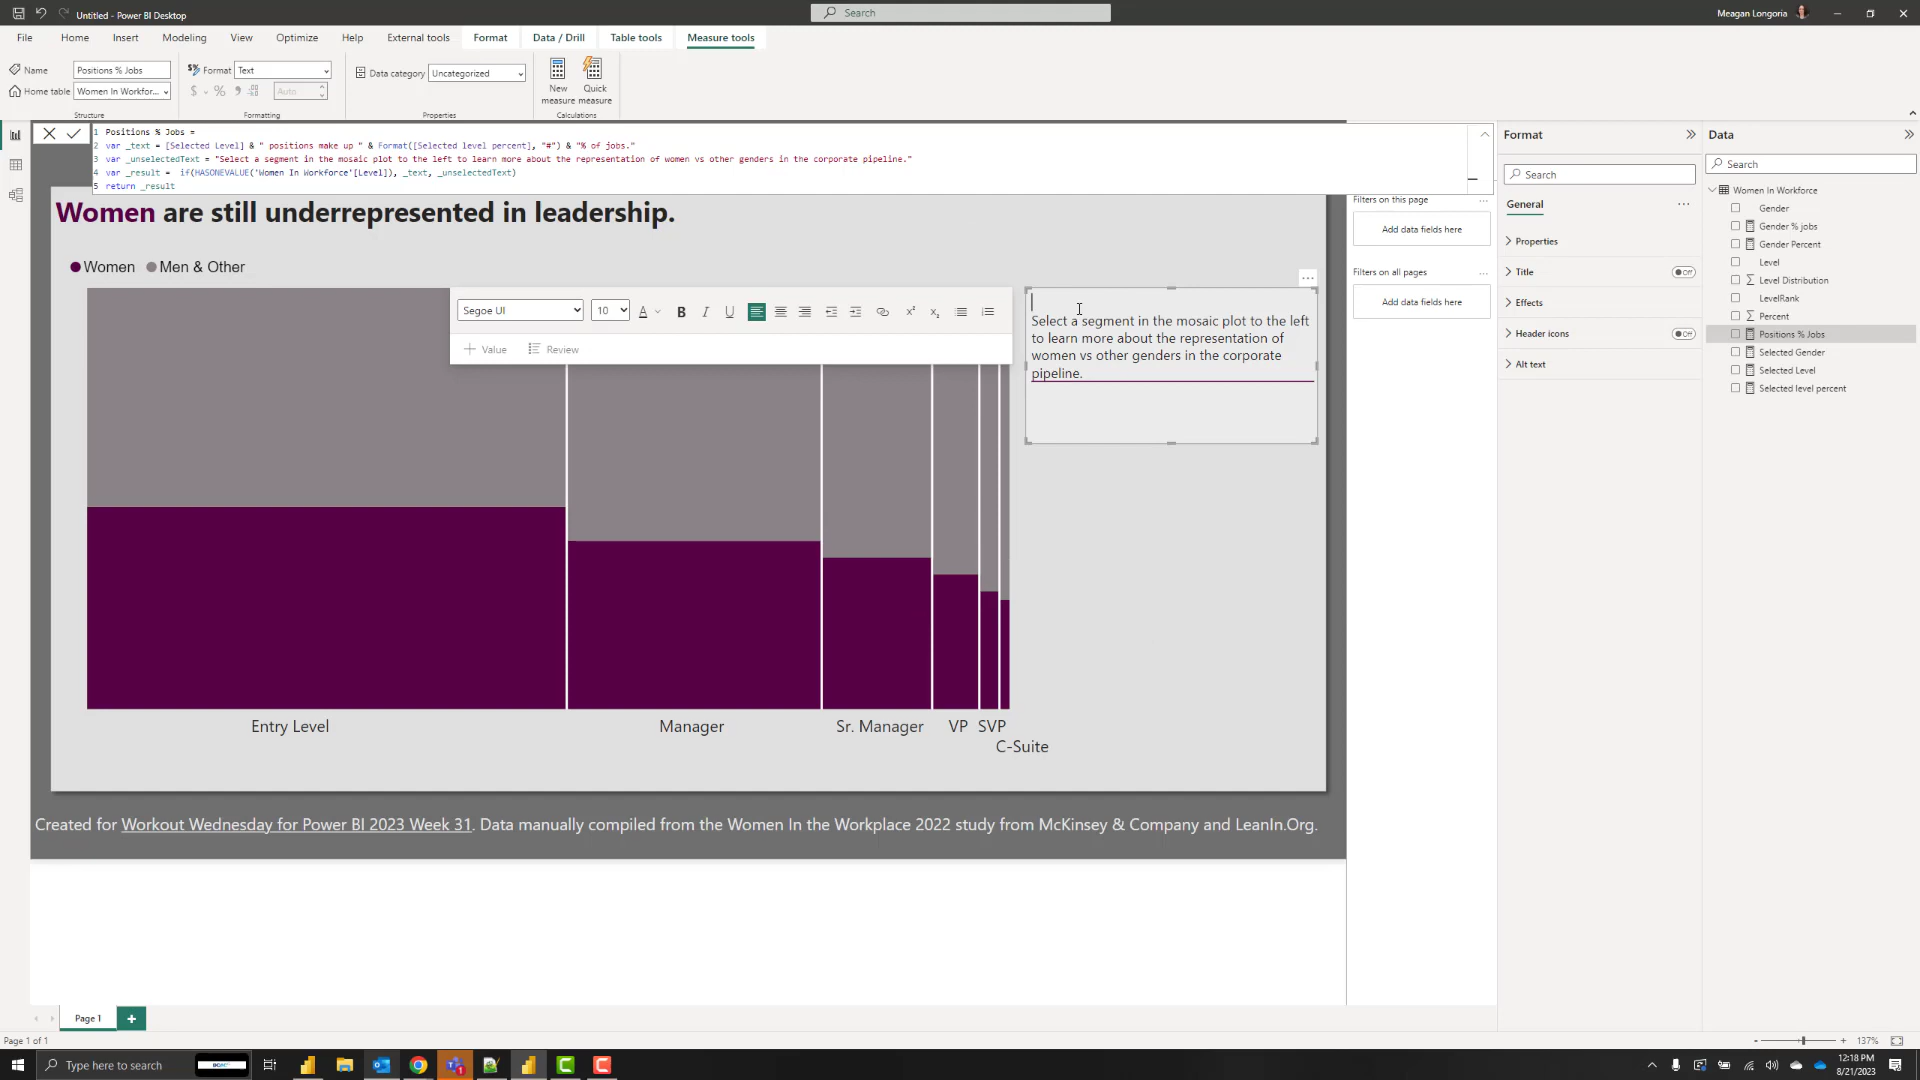 Untitled - Power BI Desktop
Search
Meagan Longoria
File
Home
Insert
Modeling
View
Optimize
Help
External tools
Format
Data / Drill
Table tools
Measure tools
Name
Positions % Jobs
Home table
Women In Workfor...
Structure
Format
Text
$
%
Auto
Formatting
Data category
Uncategorized
Properties
New
measure
Quick
measure
Calculations
1 Positions % Jobs =
2 var _text = [Selected Level] & " positions make up " & Format([Selected level percent], "#") & "% of jobs."
3 var _unselectedText = "Select a segment in the mosaic plot to the left to learn more about the representation of women vs other genders in the corporate pipeline."
4 var _result =  if(HASONEVALUE('Women In Workforce'[Level]), _text, _unselectedText)
5 return _result
Women are still underrepresented in leadership.
Women
Men & Other
Segoe UI
10
A
B
I
U
Value
Review
Select a segment in the mosaic plot to the left
to learn more about the representation of
women vs other genders in the corporate
pipeline.
Entry Level
Manager
Sr. Manager
VP
SVP
C-Suite
Created for Workout Wednesday for Power BI 2023 Week 31. Data manually compiled from the Women In the Workplace 2022 study from McKinsey & Company and LeanIn.Org.
Filters on this page
Add data fields here
Filters on all pages
Add data fields here
Format
Search
General
Properties
Title
Off
Effects
Header icons
Off
Alt text
Data
Search
Women In Workforce
Gender
Gender % jobs
Gender Percent
Level
Level Distribution
LevelRank
Percent
Positions % Jobs
Selected Gender
Selected Level
Selected level percent
Page 1
Page 1 of 1
137%
Type here to search
12:18 PM
8/21/2023